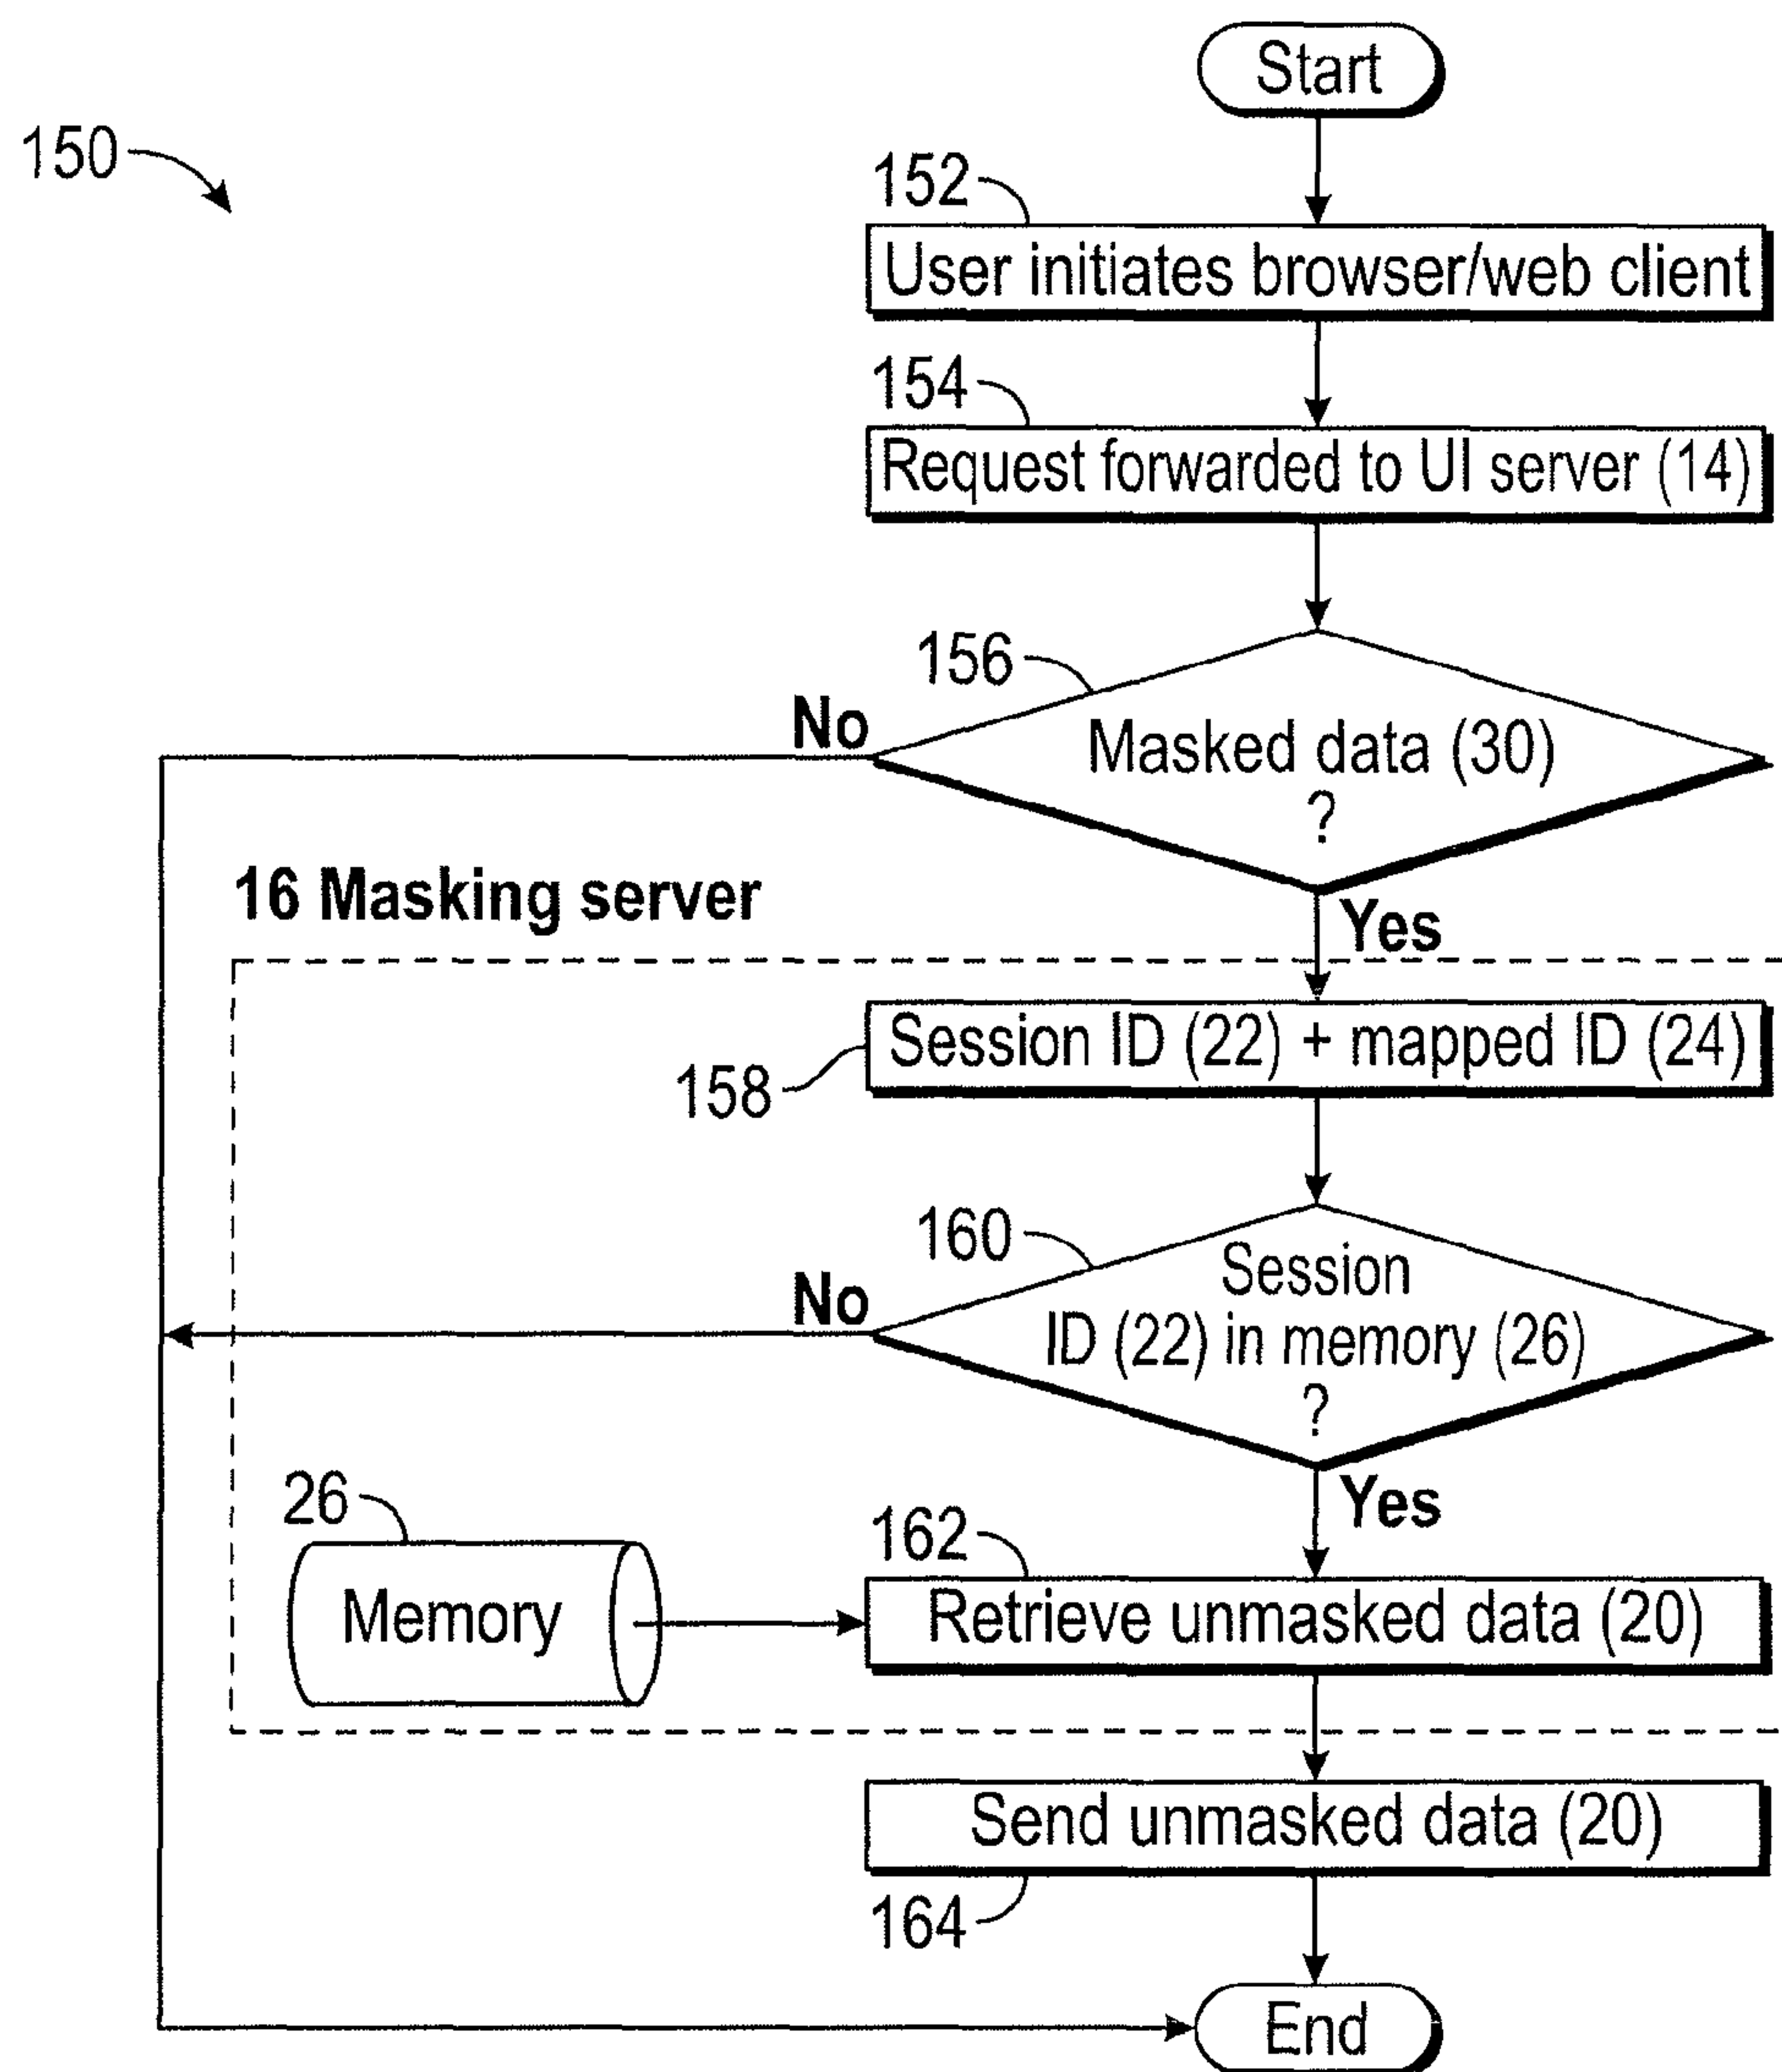 Start
150
152
User initiates browser/web client
154
Request forwarded to UI server (14)
156
No
Masked data (30)
?
16 Masking server
Yes
Session ID (22) + mapped ID (24)
158
160
No
Session
ID (22) in memory (26)
?
Yes
26
162
Memory
Retrieve unmasked data (20)
Send unmasked data (20)
164
End